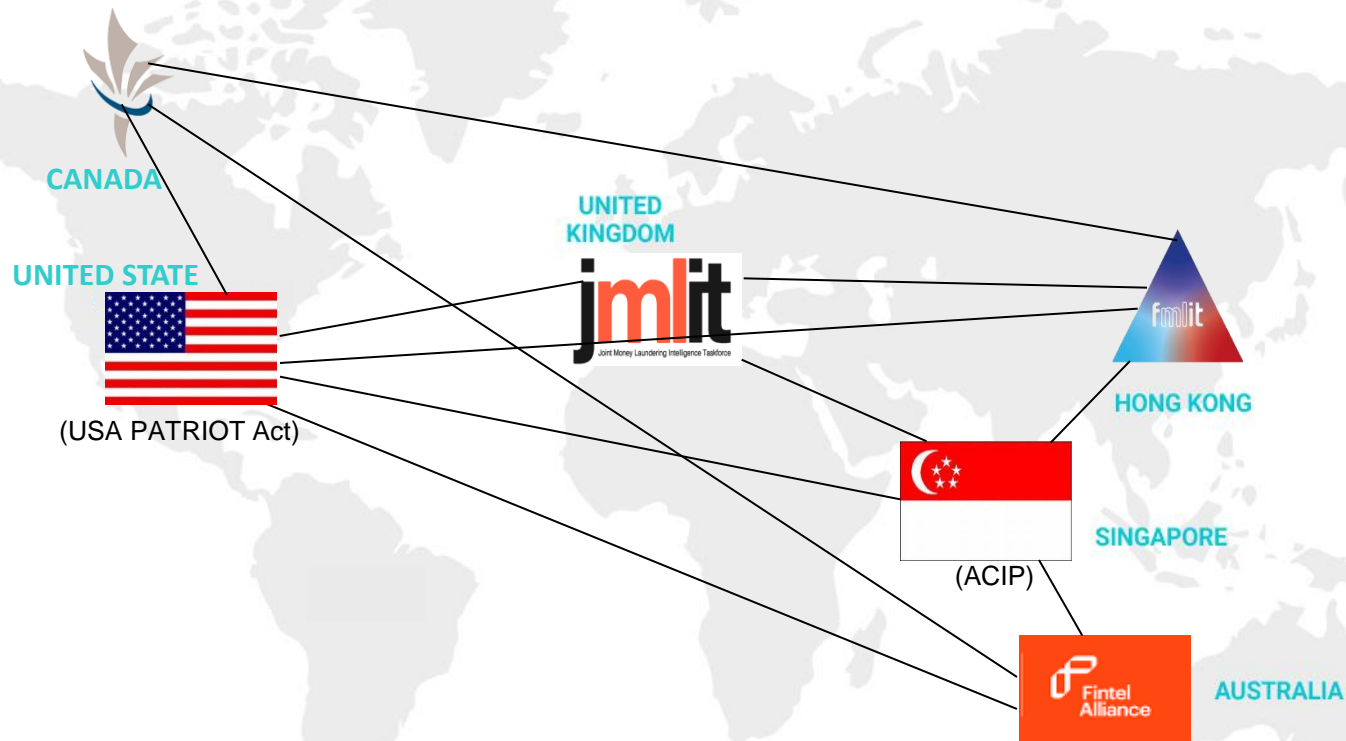 CANADA
UNITED STATE
(USA PATRIOT Act)
UNITED
KINGDOM
jmlit
Joint Money Laundering Intelligence Taskforce
fmlit
HONG KONG
SINGAPORE
(ACIP)
Fintel
Alliance
AUSTRALIA